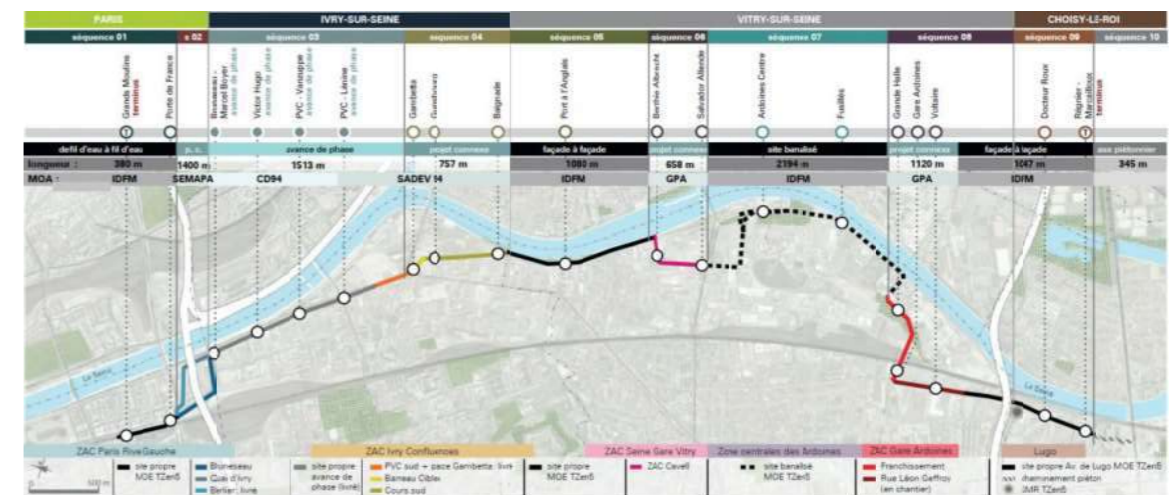 PARIS IVRY-SUR-SEINE VITRY-SUR-SEINE CHOISY-LE-ROI
séquence 01 s 02 séquence 03 séquence 04 séquence 05 séquence 06 séquence 07 séquence 08 séquence 09 séquence 10
Grands Moulins
terminus
Porte de France
Bruneseau -
Marcel Boyer
avance de phase
Victor Hugo
avance de phase
PVC - Vanzuppe
avance de phase
PVC - Lénine
avance de phase
Gambetta
Baignade
Port à l'Anglais
Berthie Albrecht
Salvador Allende
Ardoines Centre
Fusillés
Grande Halle
Gare Ardoines
Voltaire
Docteur Roux
Régnier -
Marcailloux
terminus
defil d'eau à fil d'eau p. c. avance de phase projet connexe façade à façade projet connexe site banalisé projet connexe façade à façade axe piétonnier
longueur : 380 m 1400 m 1513 m 757 m 1080 m 658 m 2194 m 1120 m 1047 m 345 m
MOA : IDFM SEMAPA CD94 SADEV 94 IDFM GPA IDFM GPA IDFM
La Seine
La Seine
ZAC Paris RiveGauche ZAC Ivry Confluences ZAC Seine Gare Vitry Zone centrales des Ardoines ZAC Gare Ardoines Lugo
500 m
site propre
MOE TZen5
Bruneseau
Quai d'Ivry
Berlier: livré
site propre
avance de
phase (livré)
PVC sud + pace Gambetta: livré
Barreau Cibles
Cours sud
site propre
MOE TZen5
ZAC Cavell
site banalisé
MOE TZen5
Franchissement
Rue Léon Geffroy
(en chantier)
site propre Av. de Lugo MOE TZen5
cheminement piéton
SMR TZen5